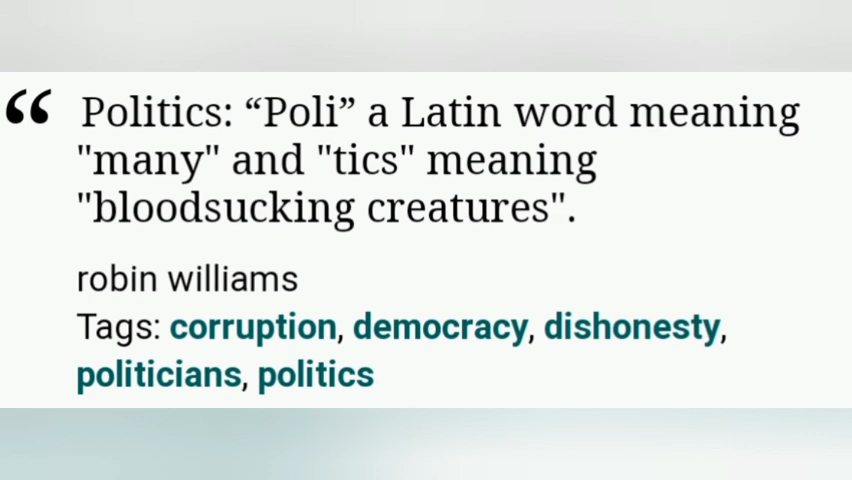 “ Politics: “Poli” a Latin word meaning
"many" and "tics" meaning
"bloodsucking creatures".
robin williams
Tags: corruption, democracy, dishonesty,
politicians, politics